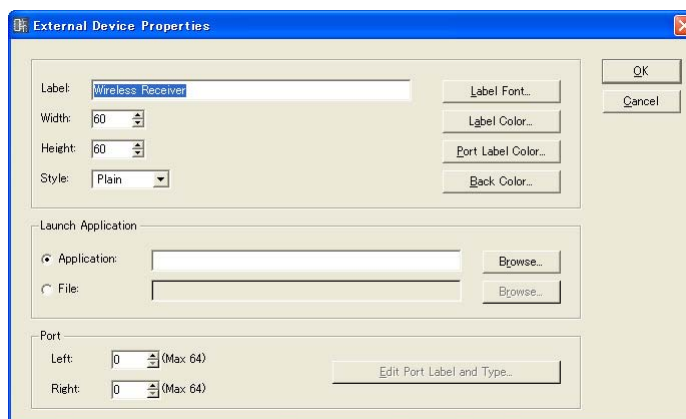 External Device Properties
Label: Wireless Receiver Label Font... OK
Width: 60 Label Color... Cancel
Height: 60 Port Label Color...
Style: Plain Back Color...
Launch Application
Application: Browse...
File: Browse...
Port
Left: 0 (Max 64) Edit Port Label and Type...
Right: 0 (Max 64)